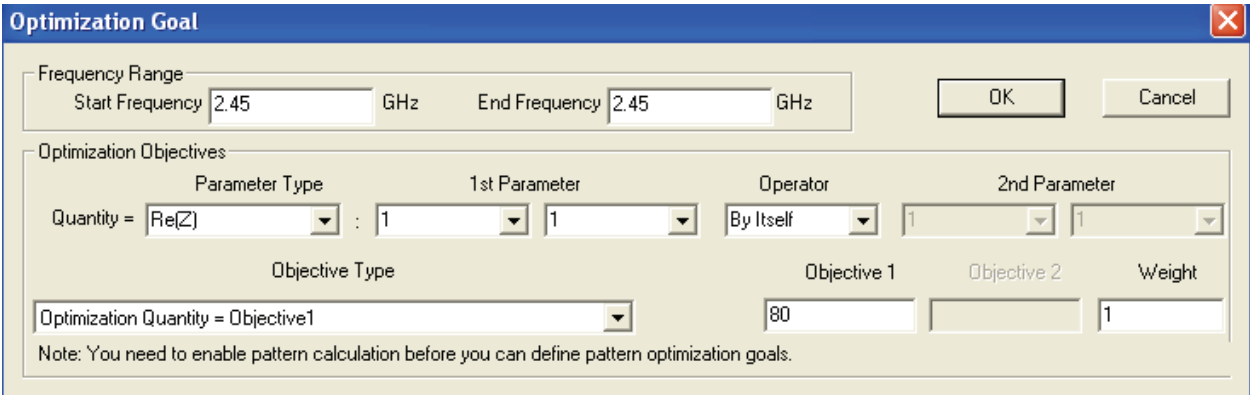 Optimization Goal
Frequency Range
Start Frequency 2.45 GHz End Frequency 2.45 GHz OK Cancel
Optimization Objectives
Parameter Type 1st Parameter Operator 2nd Parameter
Quantity = Re(Z) : 1 1 By Itself 1 1
Objective Type Objective 1 Objective 2 Weight
Optimization Quantity = Objective1 80 1
Note: You need to enable pattern calculation before you can define pattern optimization goals.